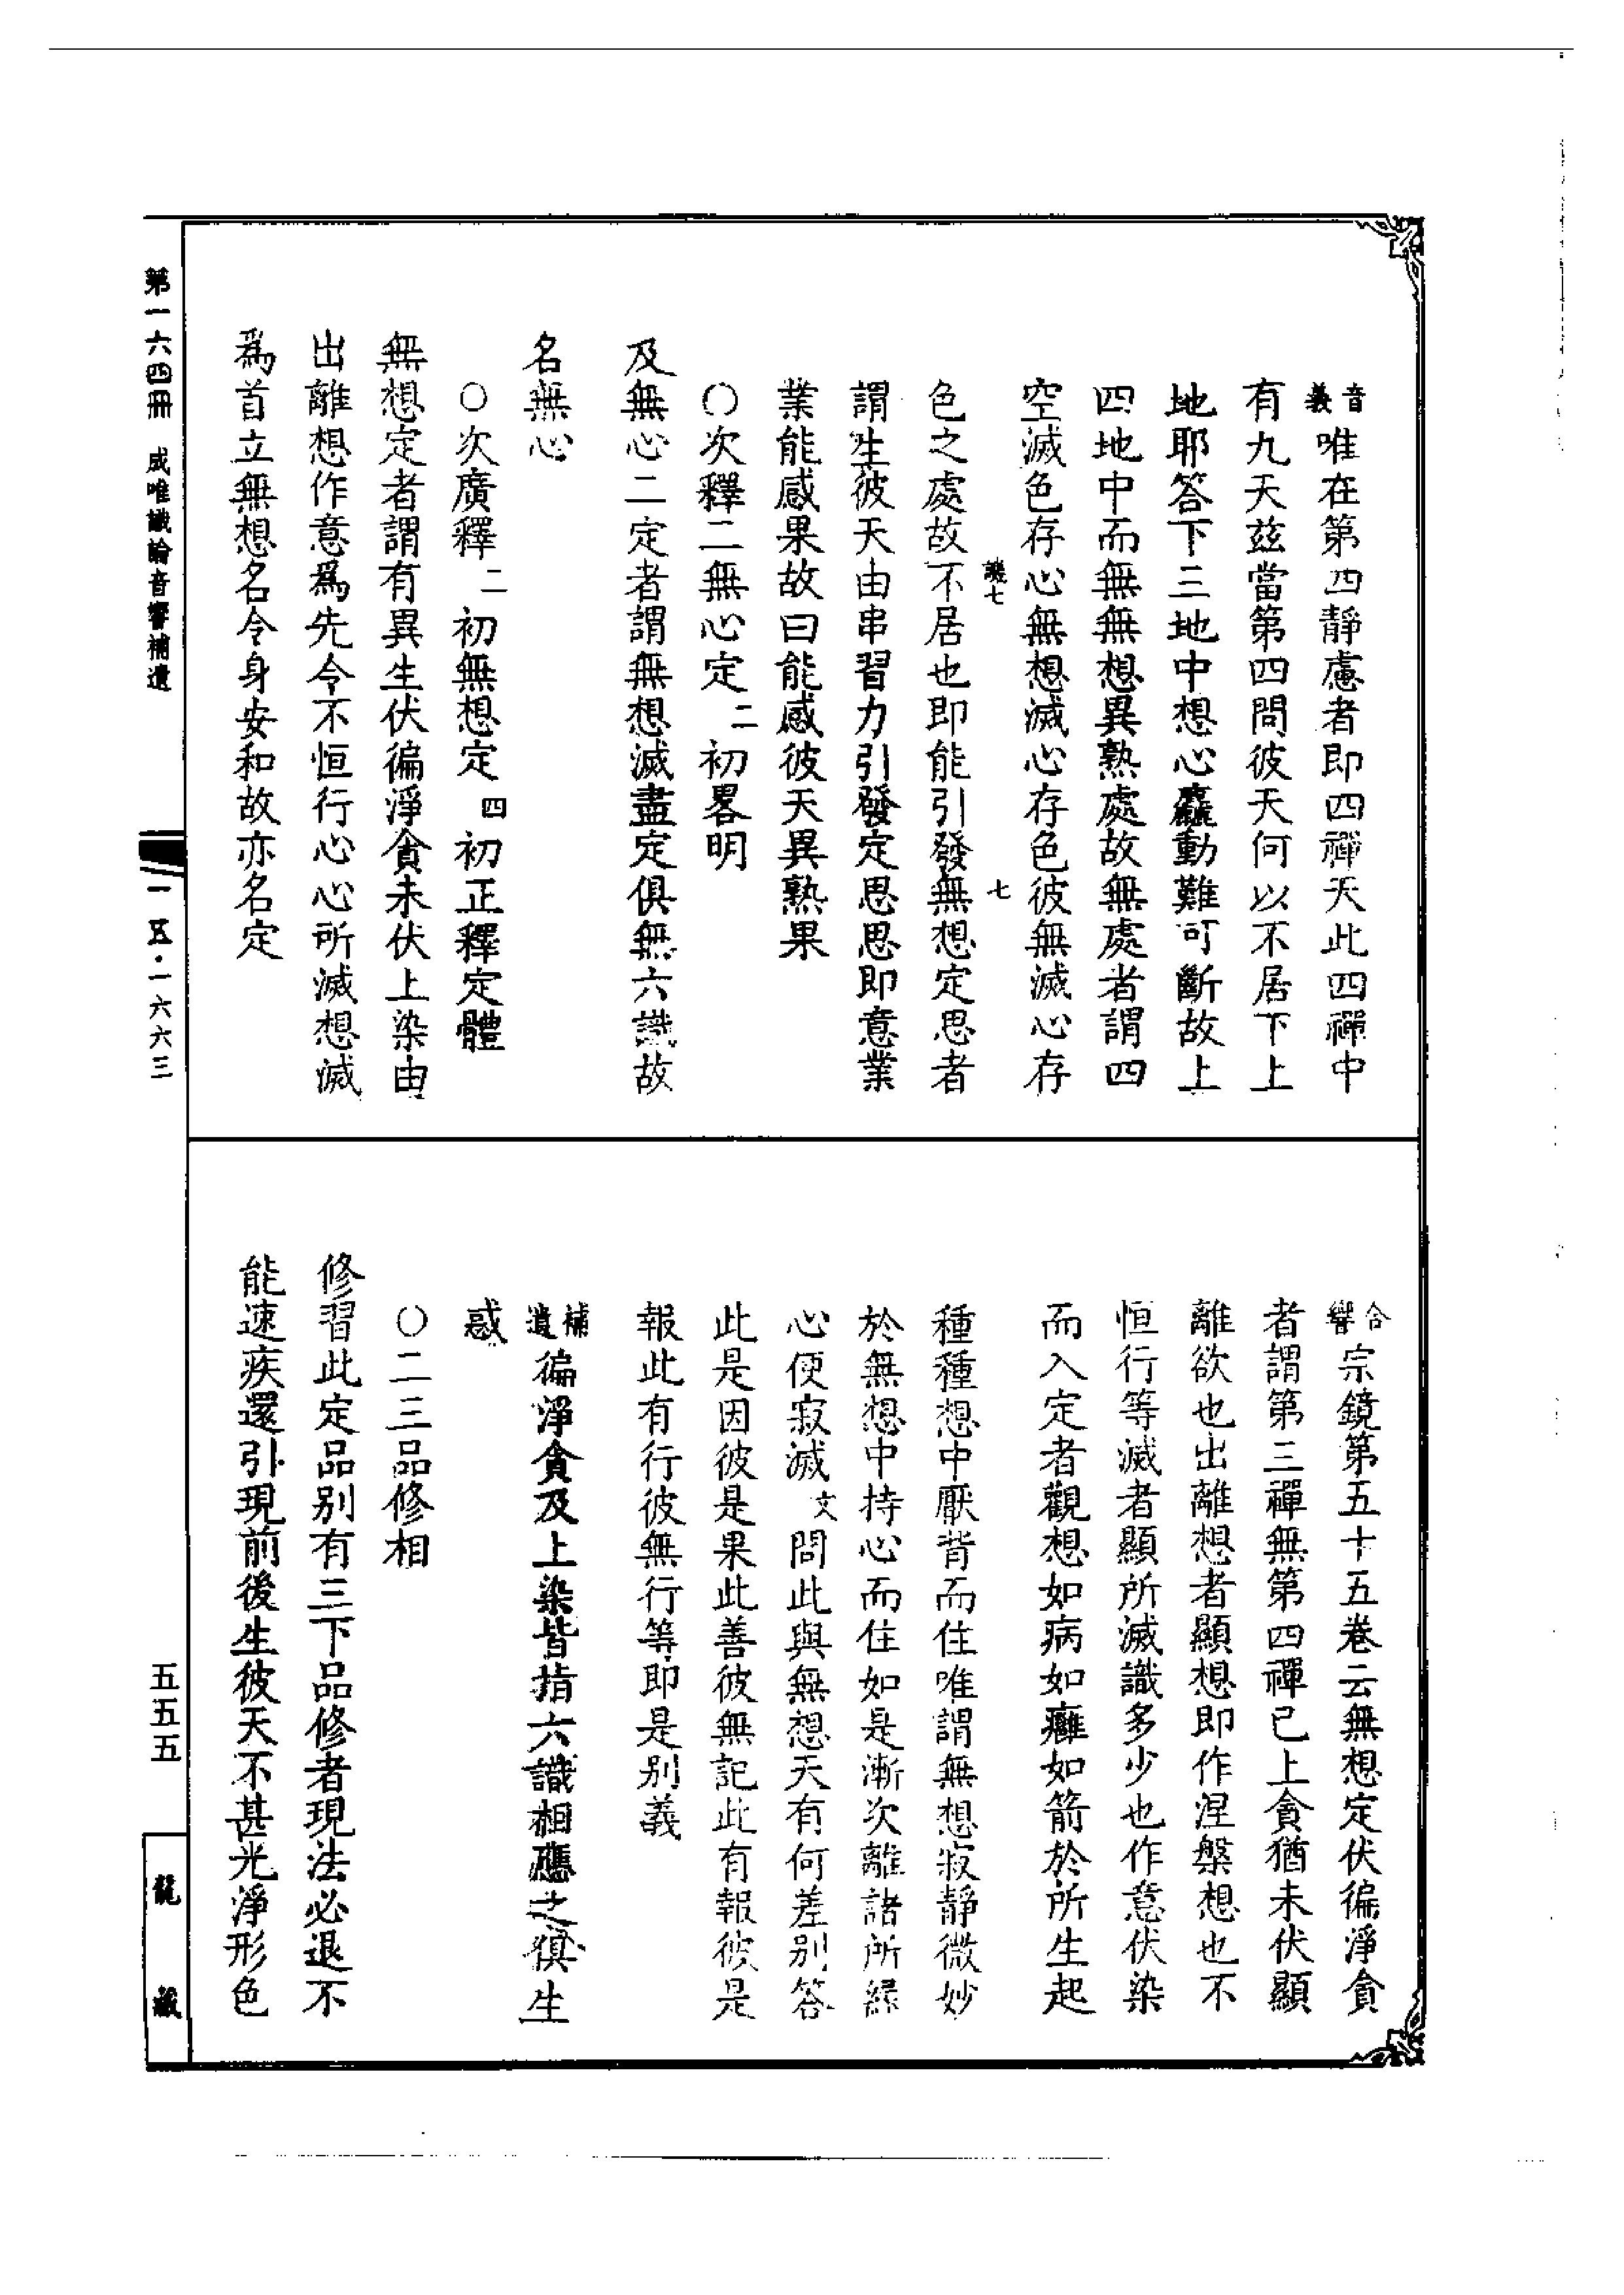 音義唯在第四靜慮者即四禪天此四禪中
有九天兹當第四問彼天何以不居下上
地耶答下三地中想心麤動難可斷故上
四地中而無無想異熟處故無處者謂四
空滅色存心無想滅心存色彼無滅心存
譏七　七
色之處故不居也即能引發無想定思者
謂生彼天由串習力引發定思思即意業
業能感果故曰能感彼天異熟果
○次釋二無心定二初畧明
及無心二定者謂無想滅盡定俱無六識故
名無心
○次廣釋二初無想定四初正釋定體
無想定者謂有異生伏徧淨貪未伏上染由
出離想作意爲先令不恒行心心所滅想滅
爲首立無想名令身安和故亦名定
合響宗鏡第五十五卷云無想定伏徧淨貪
者謂第三禪無第四禪已上貪猶未伏顯
離欲也出離想者顯想即作涅槃想也不
恒行等滅者顯所滅識多少也作意伏染
而入定者觀想如病如癰如箭於所生起
種種想中厭背而住唯謂無想寂靜微妙
於無想中持心而住如是漸次離諸所緣
心便寂滅文問此與無想天有何差别答
此是因彼是果此善彼無記此有報彼是
報此有行彼無行等即是别義
補遺徧淨貪及上染皆指六識相應之俱生
惑
○二三品修相
修習此定品别有三下品修者現法必退不
能速疾還引現前後生彼天不甚光淨形色
第一六四冊　成唯識論音響補遺
一五·一六六三
五五五
龍藏